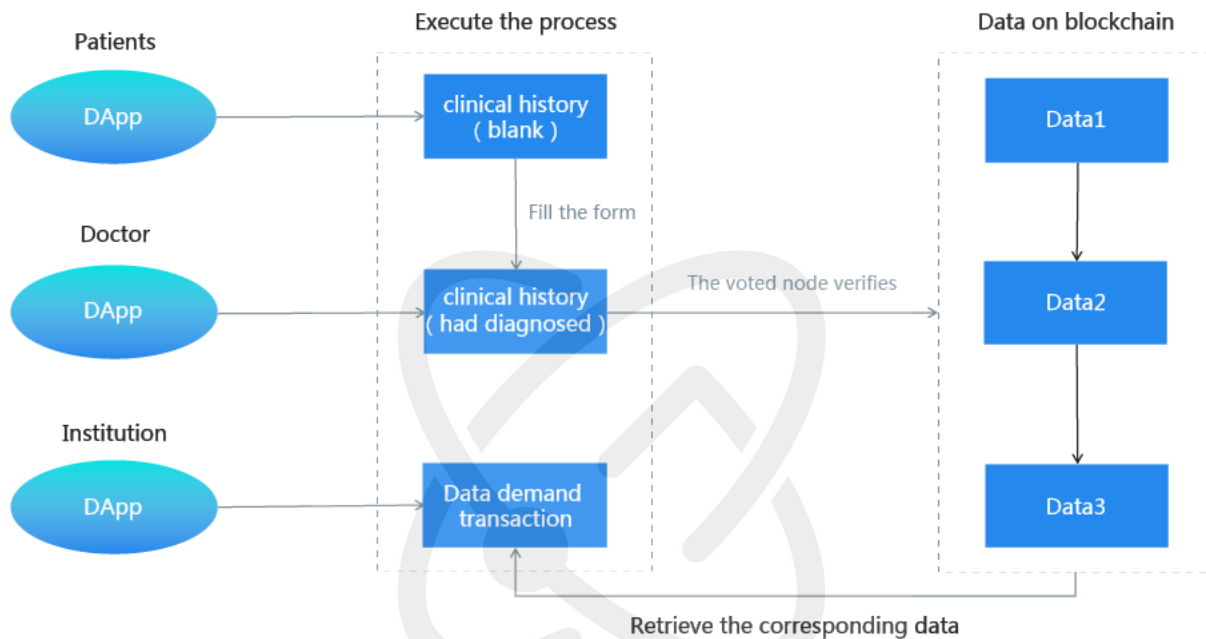 Execute the process
Data on blockchain
Patients
DApp
clinical history
( blank )
Data1
Fill the form
Doctor
DApp
clinical history
( had diagnosed )
The voted node verifies
Data2
Institution
DApp
Data demand
transaction
Data3
Retrieve the corresponding data